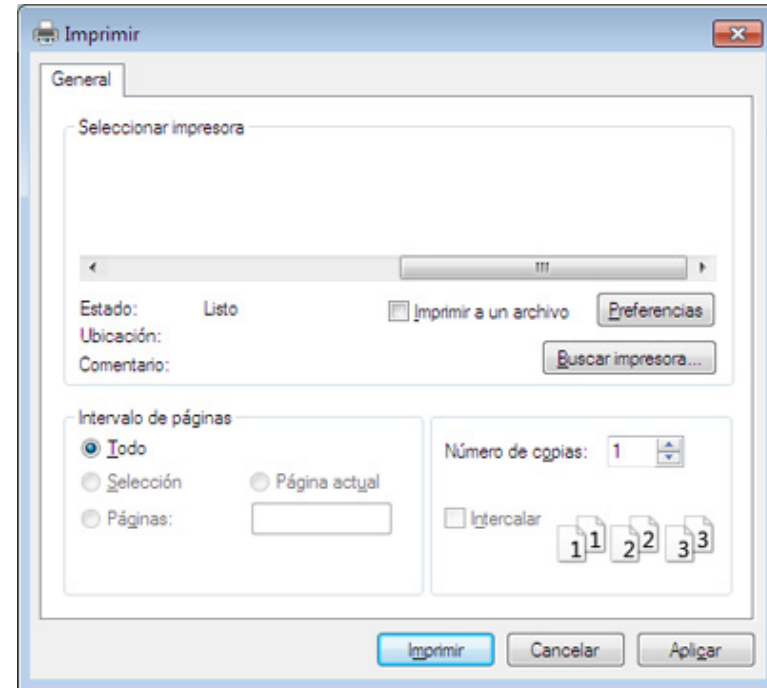 Imprimir
General
Seleccionar impresora
Estado: Listo
Imprimir a un archivo
Preferencias
Ubicación:
Comentario:
Buscar impresora...
Intervalo de páginas
Todo
Selección
Página actual
Páginas:
Número de copias: 1
Intercalar
1 1 2 2 3 3
Imprimir
Cancelar
Aplicar